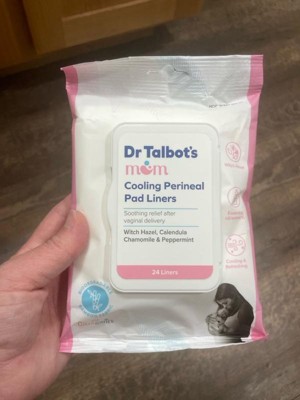 Dr Talbot's
mom
Cooling Perineal
Pad Liners
Soothing relief after
vaginal delivery
Witch Hazel, Calendula
Chamomile & Peppermint
24 Liners